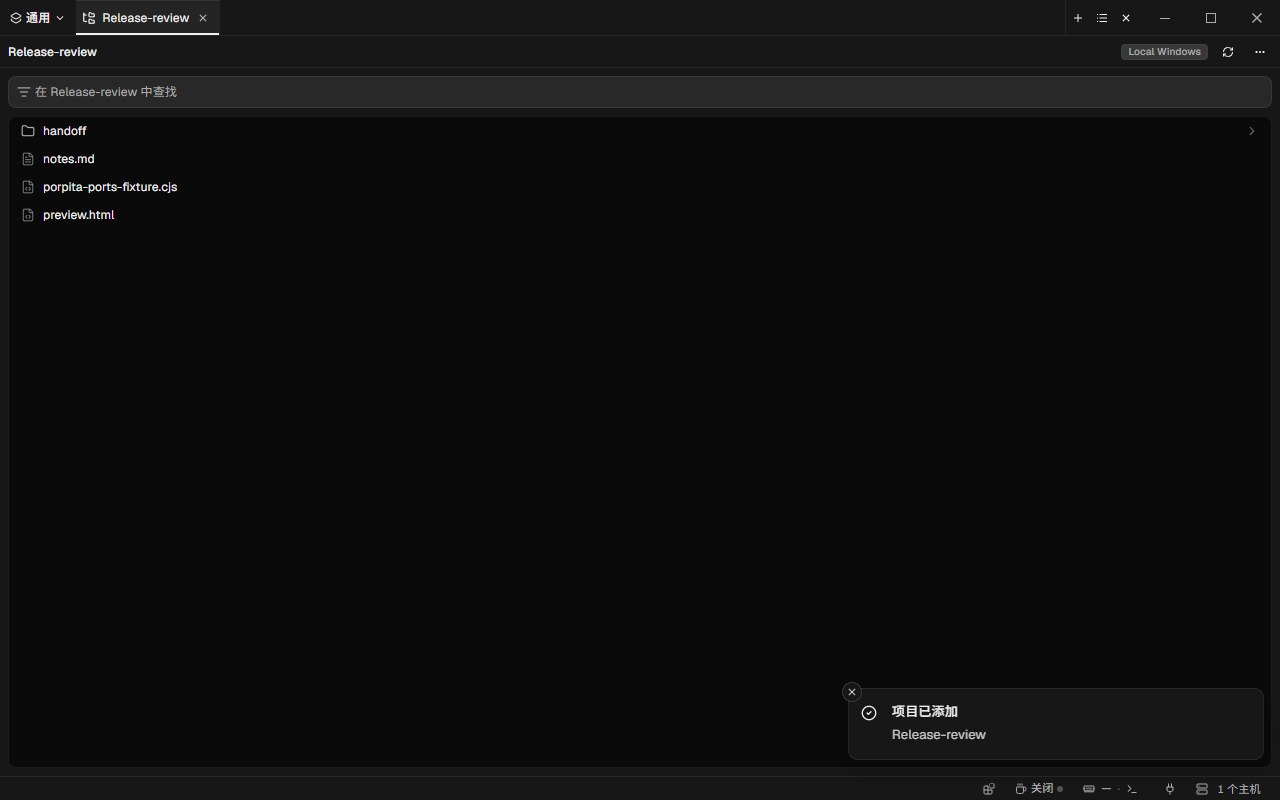 通用
Release-review
Release-review
Local Windows
在 Release-review 中查找
handoff
notes.md
porpita-ports-fixture.cjs
preview.html
项目已添加
Release-review
关闭
1 个主机